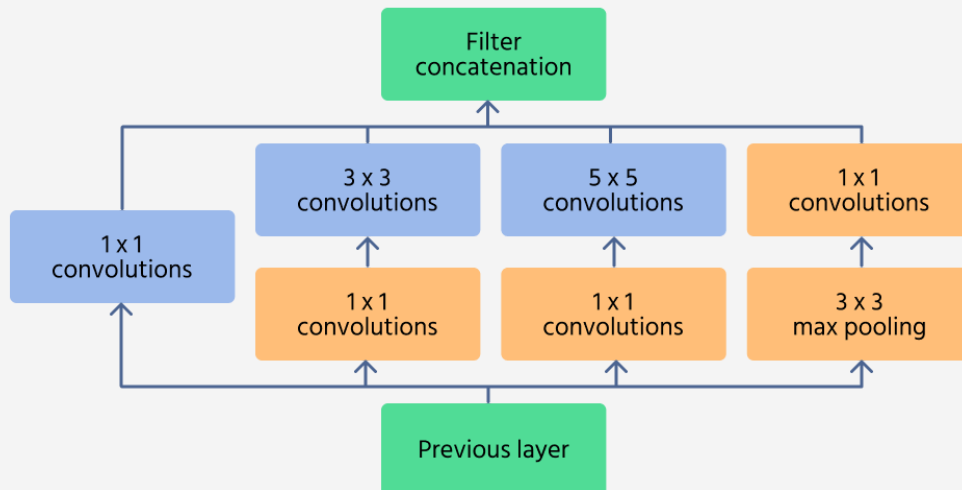 Filter
concatenation
3 x 3
convolutions
5 x 5
convolutions
1 x 1
convolutions
1 x 1
convolutions
1 x 1
convolutions
1 x 1
convolutions
3 x 3
max pooling
Previous layer